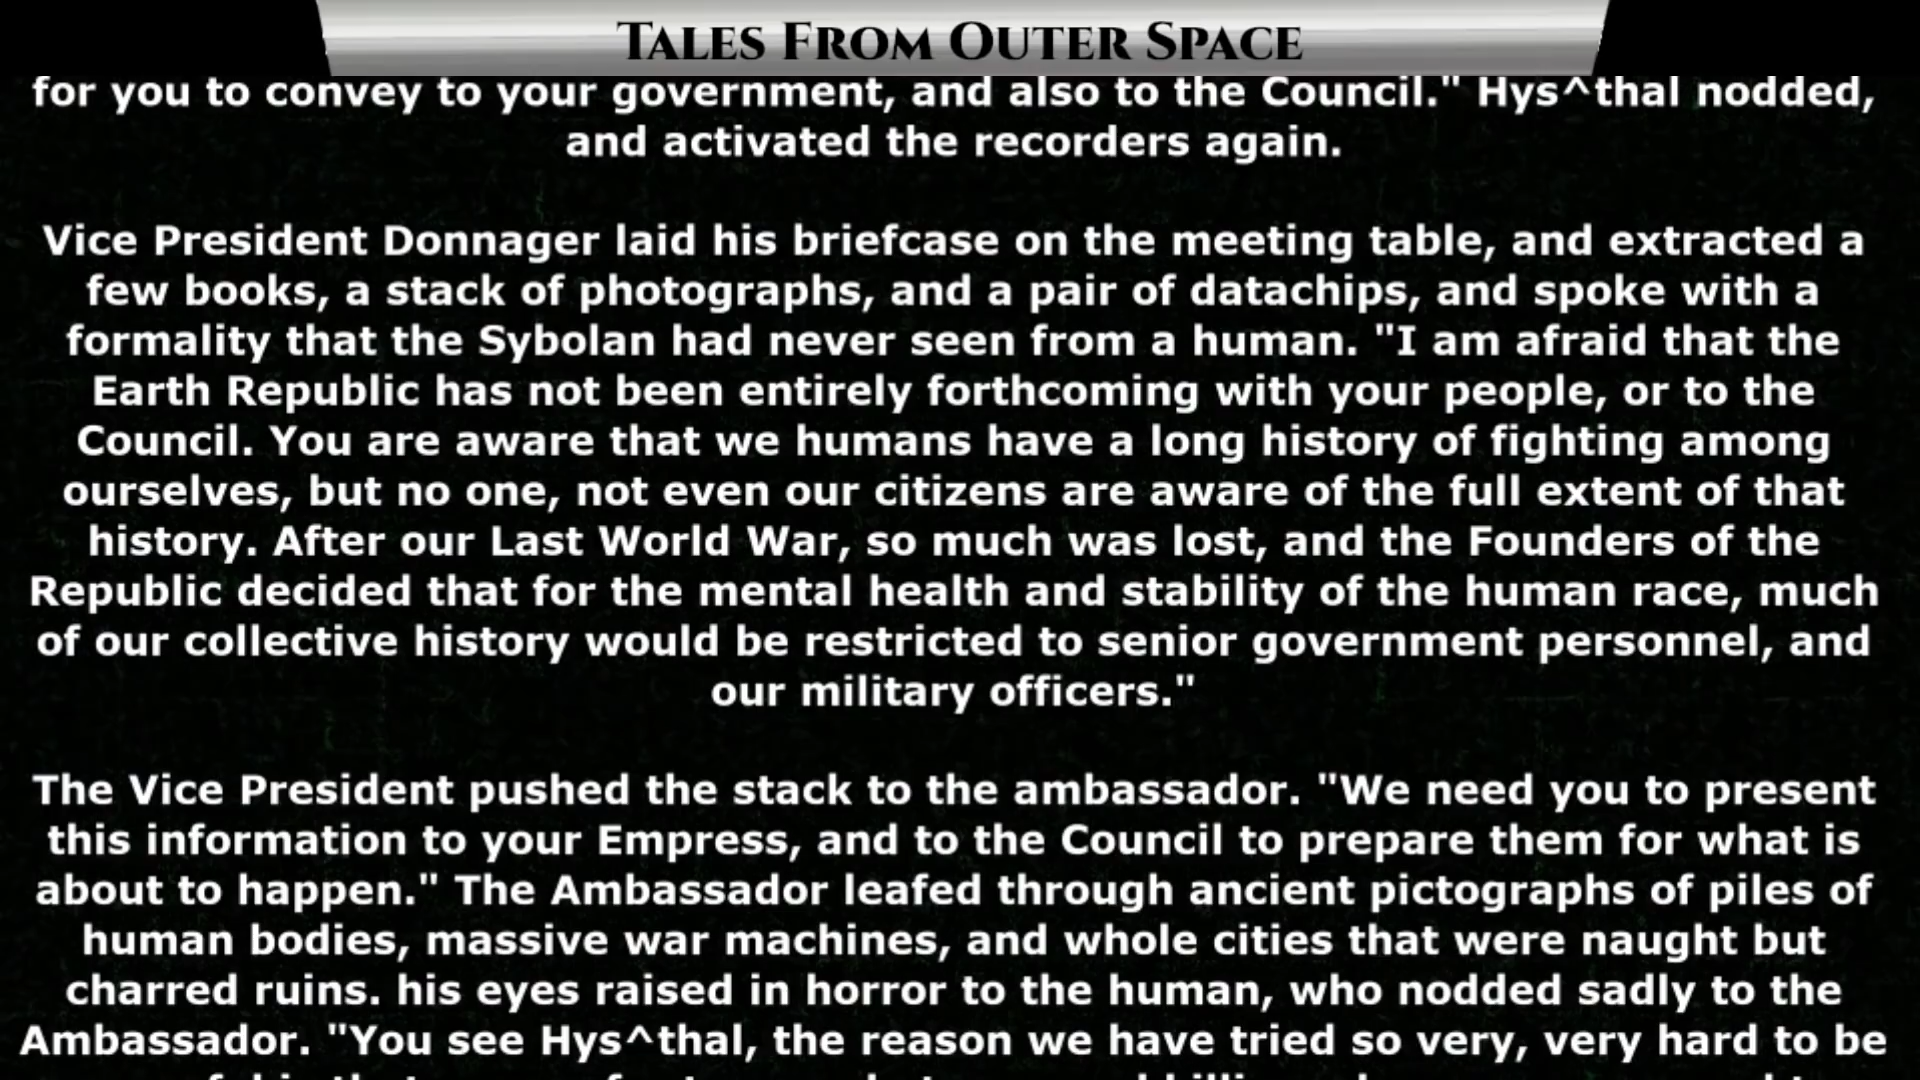 Tales From Outer Space
for you to convey to your government, and also to the Council." Hys^thal nodded,
and activated the recorders again.
Vice President Donnager laid his briefcase on the meeting table, and extracted a
few books, a stack of photographs, and a pair of datachips, and spoke with a
formality that the Sybolan had never seen from a human. "I am afraid that the
Earth Republic has not been entirely forthcoming with your people, or to the
Council. You are aware that we humans have a long history of fighting among
ourselves, but no one, not even our citizens are aware of the full extent of that
history. After our Last World War, so much was lost, and the Founders of the
Republic decided that for the mental health and stability of the human race, much
of our collective history would be restricted to senior government personnel, and
our military officers."
The Vice President pushed the stack to the ambassador. "We need you to present
this information to your Empress, and to the Council to prepare them for what is
about to happen." The Ambassador leafed through ancient pictographs of piles of
human bodies, massive war machines, and whole cities that were naught but
charred ruins. his eyes raised in horror to the human, who nodded sadly to the
Ambassador. "You see Hys^thal, the reason we have tried so very, very hard to be